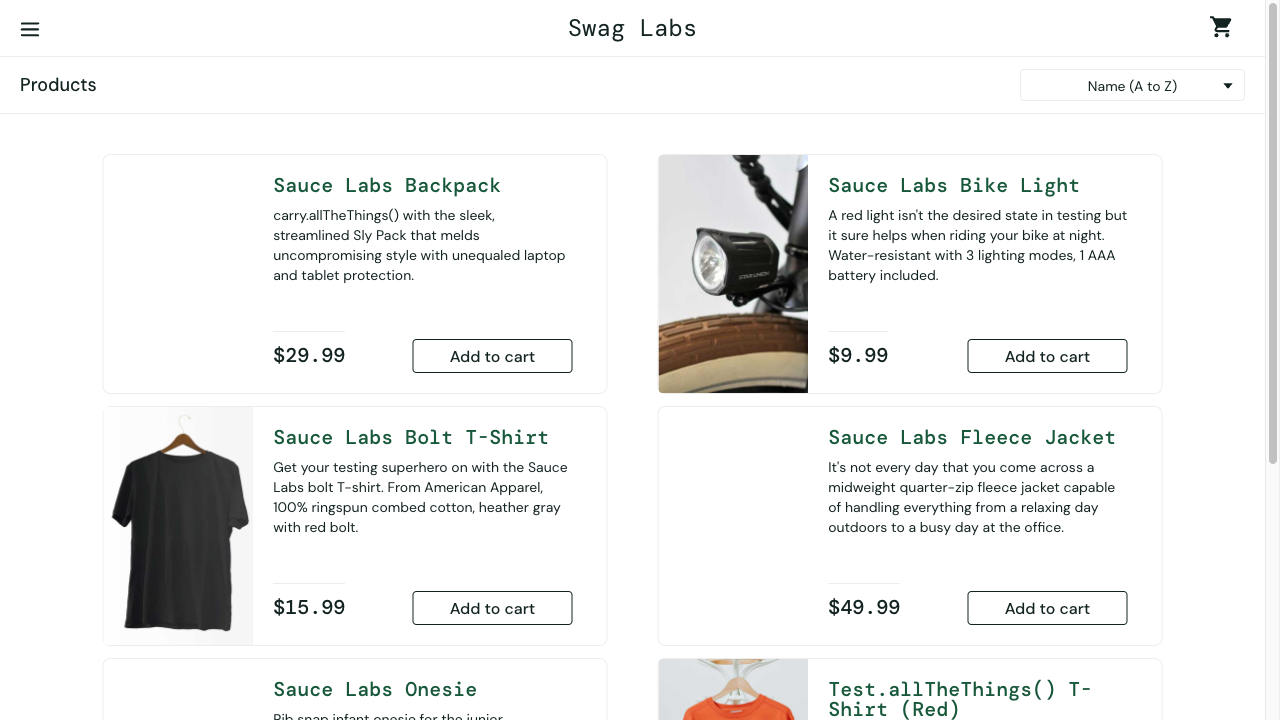 Swag Labs
Products
Name (A to Z)
Sauce Labs Backpack
carry.allTheThings() with the sleek,
streamlined Sly Pack that melds
uncompromising style with unequaled laptop
and tablet protection.
$29.99
Add to cart
Sauce Labs Bike Light
A red light isn't the desired state in testing but
it sure helps when riding your bike at night.
Water-resistant with 3 lighting modes, 1 AAA
battery included.
$9.99
Add to cart
Sauce Labs Bolt T-Shirt
Get your testing superhero on with the Sauce
Labs bolt T-shirt. From American Apparel,
100% ringspun combed cotton, heather gray
with red bolt.
$15.99
Add to cart
Sauce Labs Fleece Jacket
It's not every day that you come across a
midweight quarter-zip fleece jacket capable
of handling everything from a relaxing day
outdoors to a busy day at the office.
$49.99
Add to cart
Sauce Labs Onesie
Rib snap infant onesie for the junior
Test.allTheThings() T-
Shirt (Red)